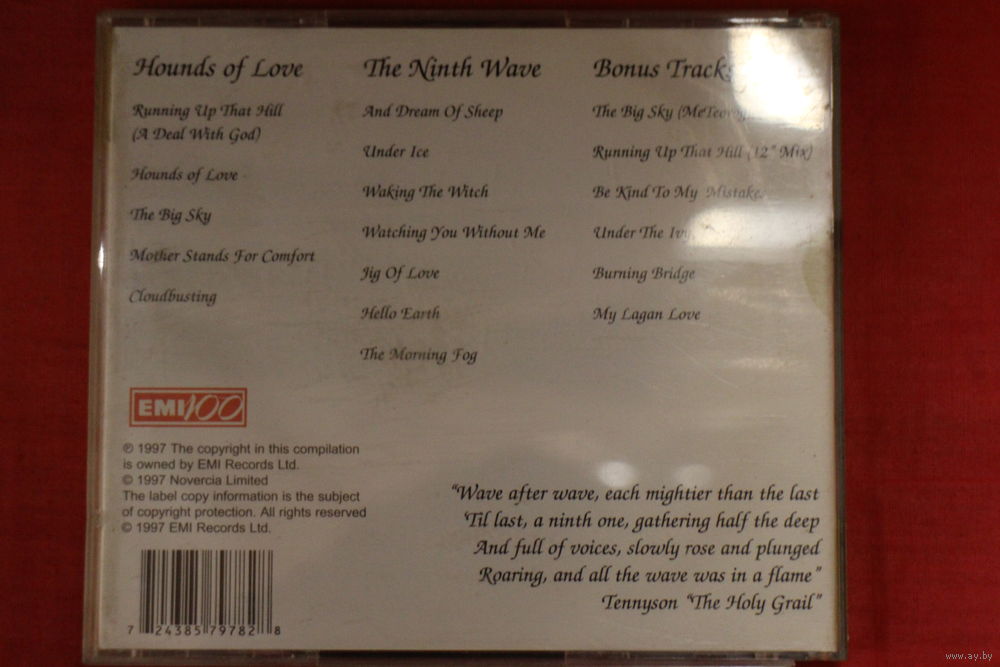 Hounds of Love
Running Up That Hill
(A Deal With God)
Hounds of Love
The Big Sky
Mother Stands For Comfort
Cloudbusting
The Ninth Wave
And Dream Of Sheep
Under Ice
Waking The Witch
Watching You Without Me
Jig Of Love
Hello Earth
The Morning Fog
Bonus Tracks
The Big Sky
Running Up That Hill (12" Mix)
Be Kind To My Mistakes
Under The Ivy
Burning Bridge
My Lagan Love
EMI100
℗ 1997 The copyright in this compilation
is owned by EMI Records Ltd.
© 1997 Novercia Limited
The label copy information is the subject
of copyright protection. All rights reserved
© 1997 EMI Records Ltd.
7 24385 79782 8
"Wave after wave, each mightier than the last
'Til last, a ninth one, gathering half the deep
And full of voices, slowly rose and plunged
Roaring, and all the wave was in a flame"
Tennyson "The Holy Grail"
www.ay.by